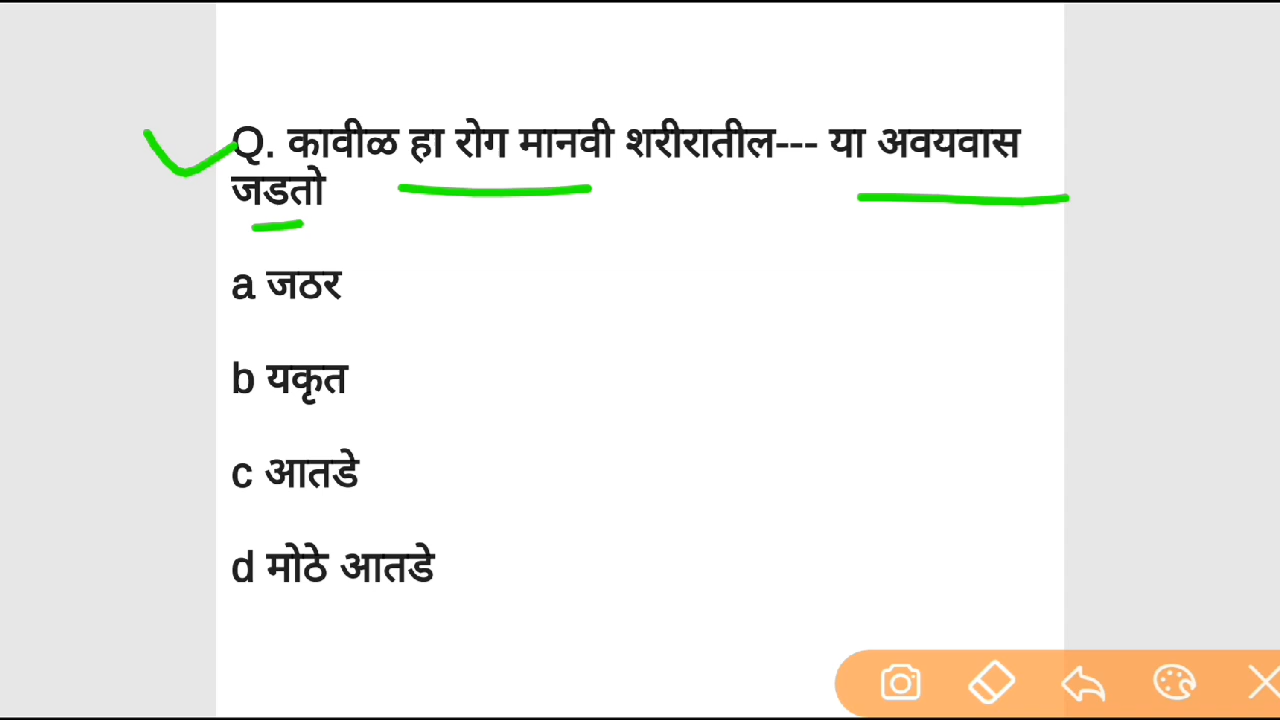 Q. कावीळ हा रोग मानवी शरीरातील--- या अवयवास
जडतो
a जठर
b यकृत
c आतडे
d मोठे आतडे